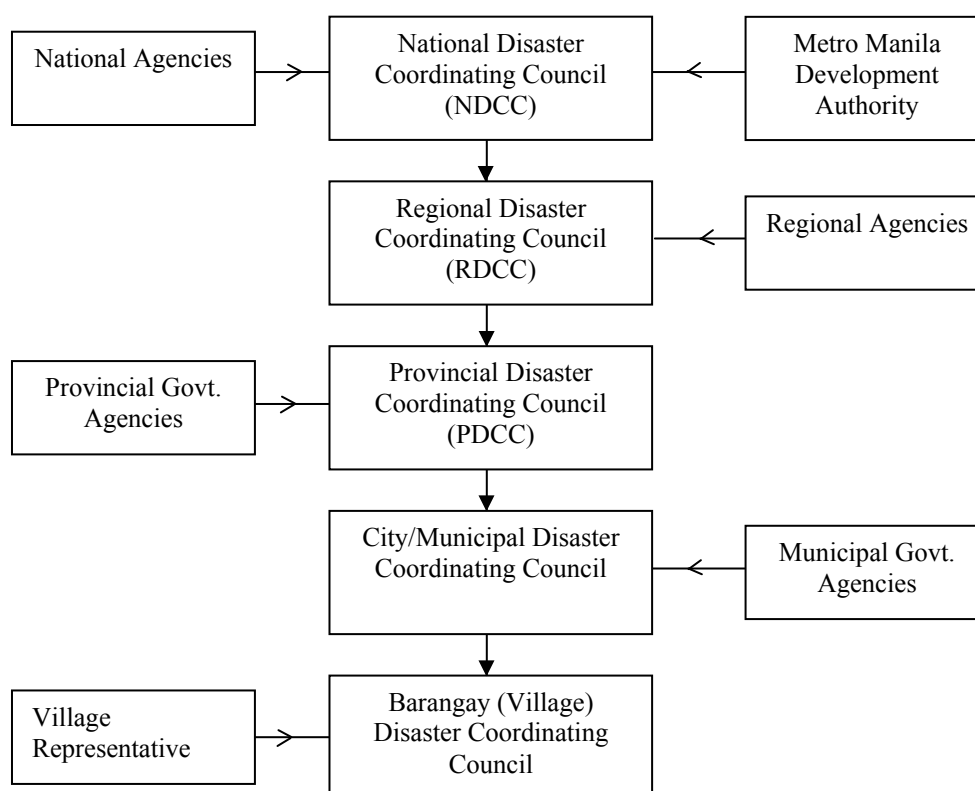 National Agencies
National Disaster
Coordinating Council
(NDCC)
Metro Manila
Development
Authority
Regional Disaster
Coordinating Council
(RDCC)
Regional Agencies
Provincial Govt.
Agencies
Provincial Disaster
Coordinating Council
(PDCC)
City/Municipal Disaster
Coordinating Council
Municipal Govt.
Agencies
Village
Representative
Barangay (Village)
Disaster Coordinating
Council